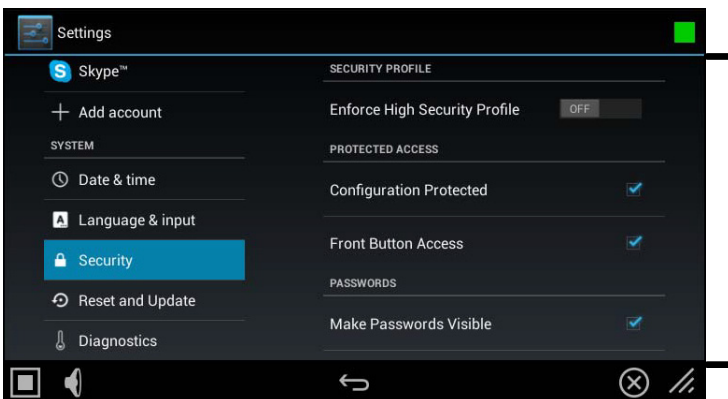 Settings
Skype™
Add account
SYSTEM
Date & time
A
Language & input
Security
Reset and Update
Diagnostics
SECURITY PROFILE
Enforce High Security Profile
OFF
PROTECTED ACCESS
Configuration Protected
Front Button Access
PASSWORDS
Make Passwords Visible